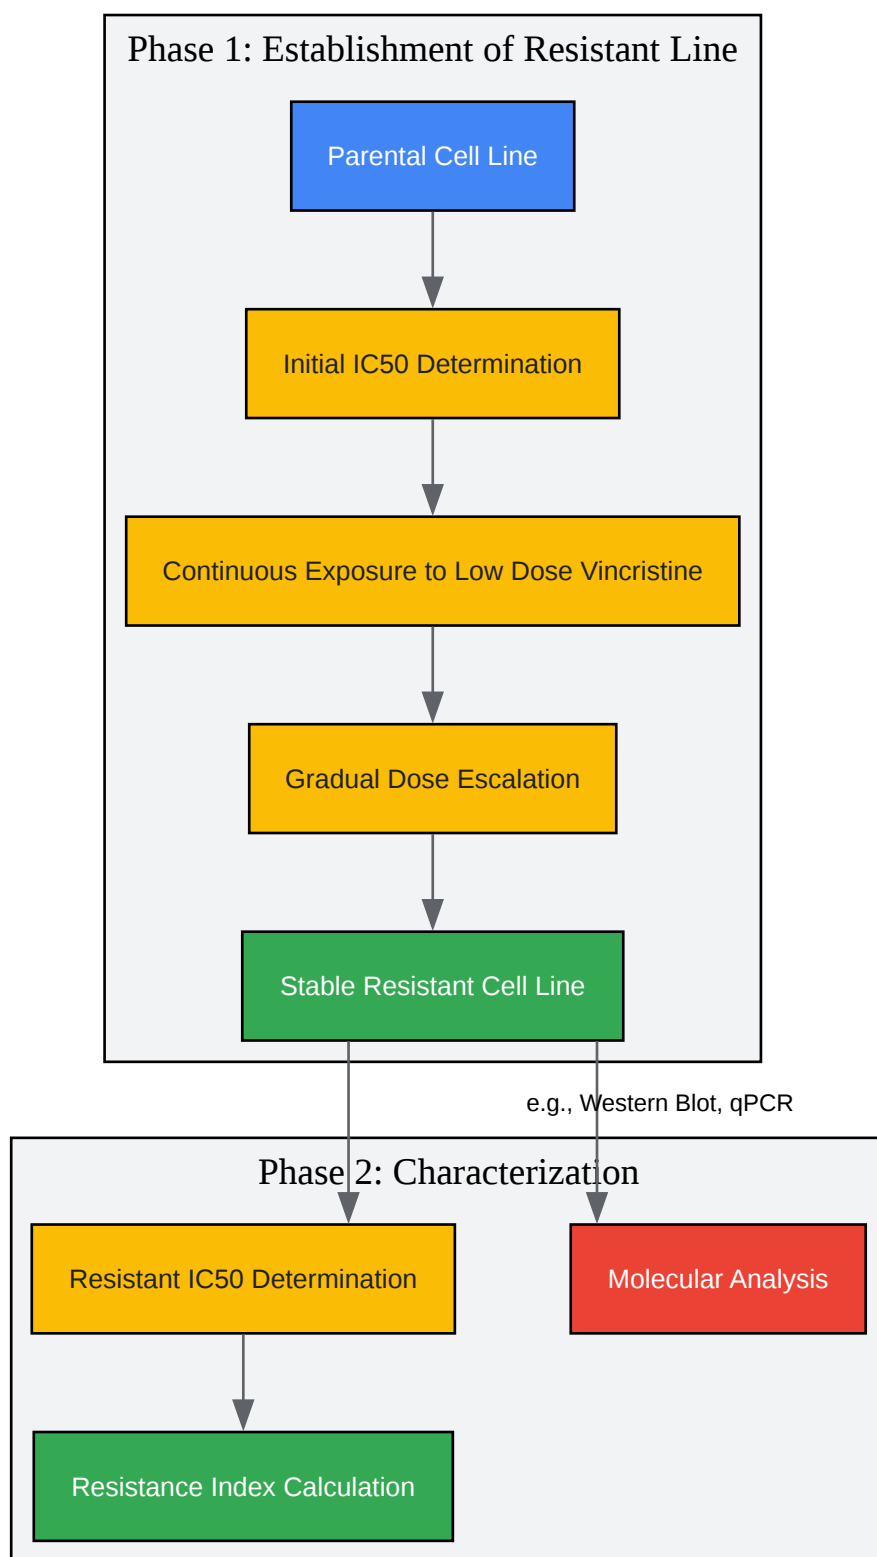 Phase 1: Establishment of Resistant Line
Parental Cell Line
Initial IC50 Determination
Continuous Exposure to Low Dose Vincristine
Gradual Dose Escalation
Stable Resistant Cell Line
e.g., Western Blot, qPCR
Phase 2: Characterization
Resistant IC50 Determination
Molecular Analysis
Resistance Index Calculation